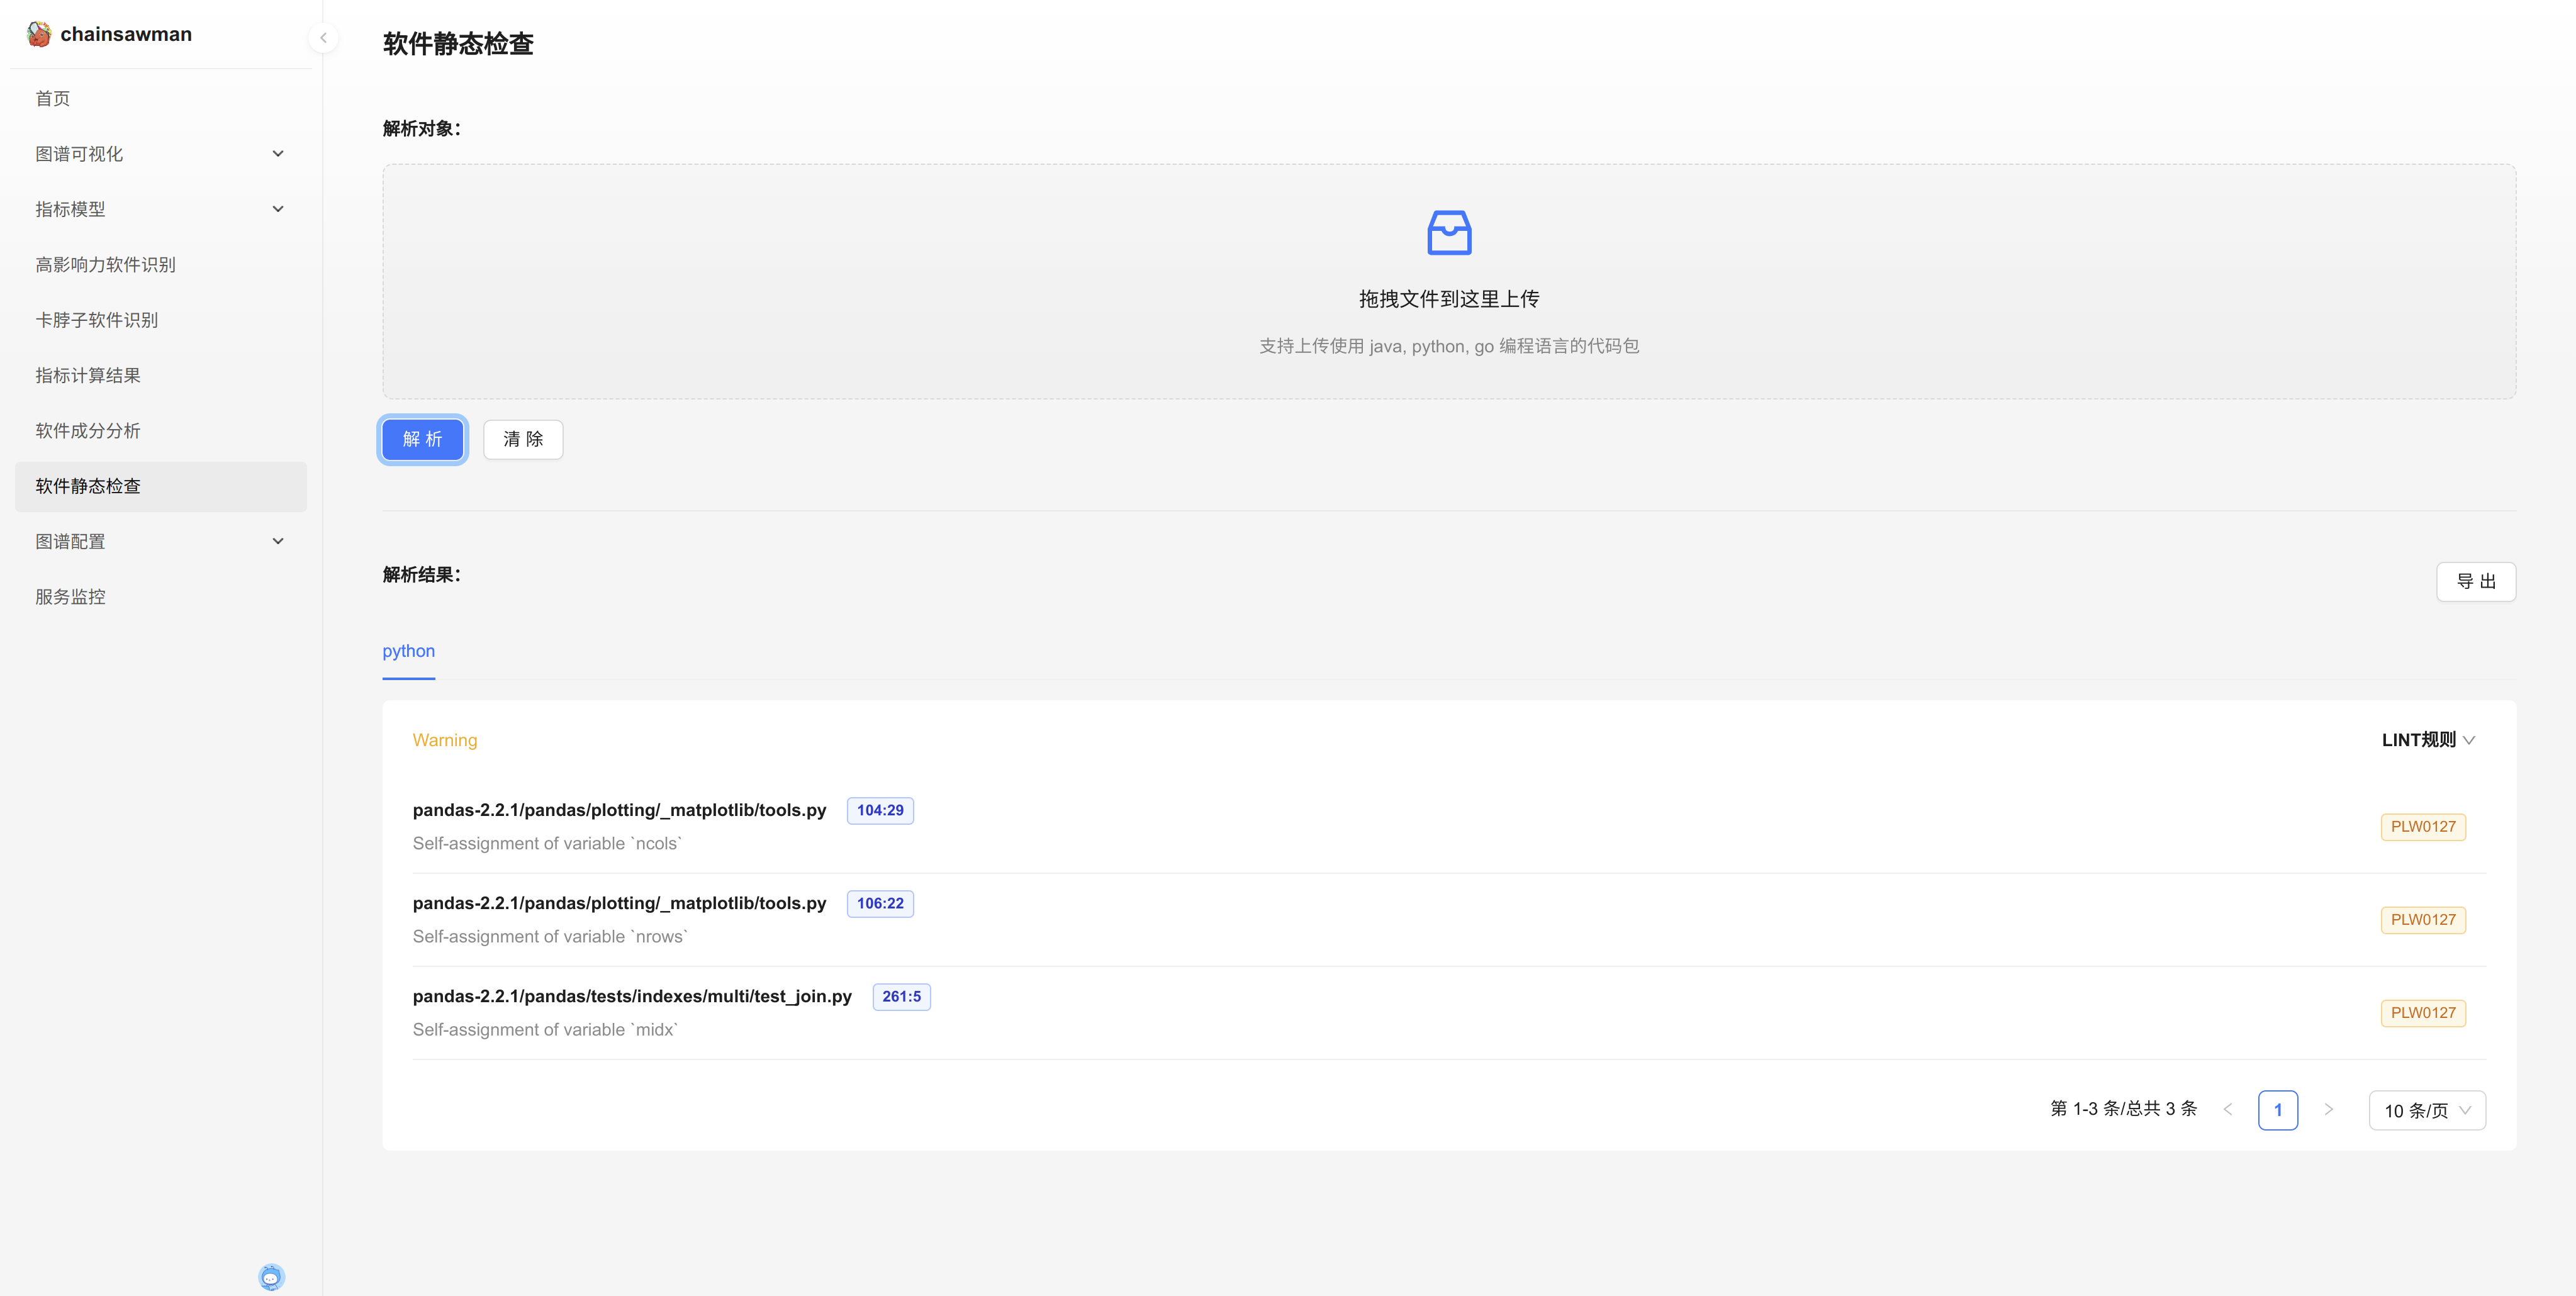 chainsawman
首页
图谱可视化
指标模型
高影响力软件识别
卡脖子软件识别
指标计算结果
软件成分分析
软件静态检查
图谱配置
服务监控
软件静态检查
解析对象：
拖拽文件到这里上传
支持上传使用 java, python, go 编程语言的代码包
解 析
清 除
解析结果：
导 出
python
Warning
LINT规则
pandas-2.2.1/pandas/plotting/_matplotlib/tools.py 104:29
Self-assignment of variable `ncols`
PLW0127
pandas-2.2.1/pandas/plotting/_matplotlib/tools.py 106:22
Self-assignment of variable `nrows`
PLW0127
pandas-2.2.1/pandas/tests/indexes/multi/test_join.py 261:5
Self-assignment of variable `midx`
PLW0127
第 1-3 条/总共 3 条 1 10 条/页